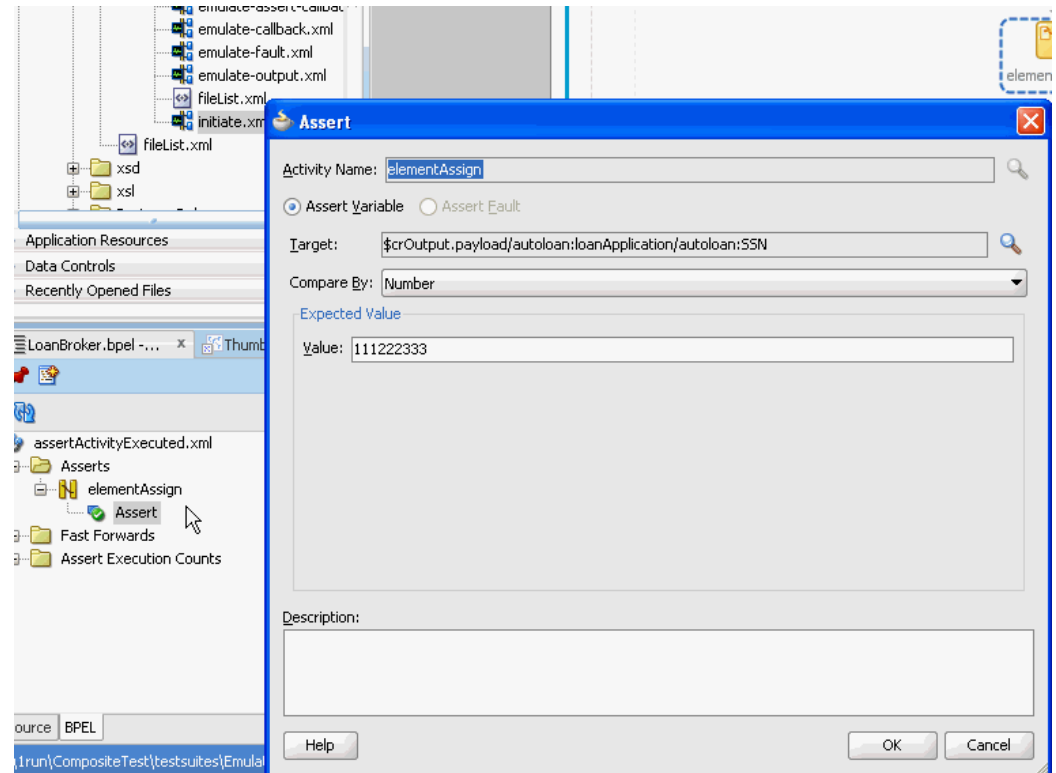 emulate-assert-callbac
emulate-callback.xml
emulate-fault.xml
emulate-output.xml
fileList.xml
initiate.xm
fileList.xml
xsd
xsl
Application Resources
Data Controls
Recently Opened Files
LoanBroker.bpel -... x Thumb
assertActivityExecuted.xml
Asserts
elementAssign
Assert
Fast Forwards
Assert Execution Counts
ource BPEL
\1run\CompositeTest\testsuites\Emula
elemen
Assert
Activity Name: elementAssign
Assert Variable Assert Fault
Target: $crOutput.payload/autoloan:loanApplication/autoloan:SSN
Compare By: Number
Expected Value
Value: 111222333
Description:
Help OK Cancel